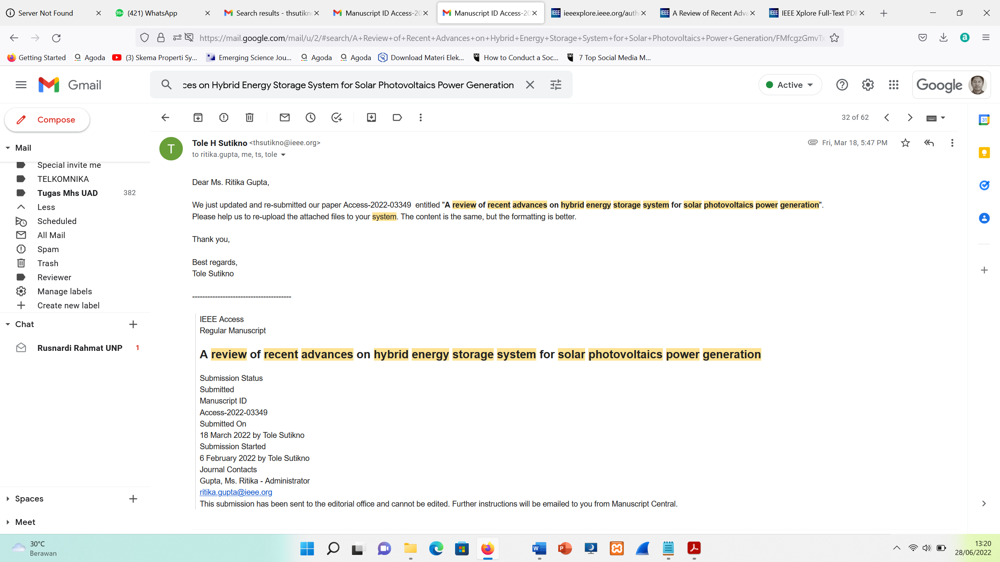 Server Not Found
(421) WhatsApp
Search results - thsutikn
Manuscript ID Access-20
Manuscript ID Access-20
ieeexplore.ieee.org/auth
A Review of Recent Adva
IEEE Xplore Full-Text PDF
https://mail.google.com/mail/u/2/#search/A+Review+of+Recent+Advances+on+Hybrid+Energy+Storage+System+for+Solar+Photovoltaics+Power+Generation/FMfcgzGmvTx
Getting Started
Agoda
(3) Skema Properti Sy...
Emerging Science Jou...
Agoda
Agoda
Download Materi Elek...
How to Conduct a Soc...
7 Top Social Media M...
Gmail
ces on Hybrid Energy Storage System for Solar Photovoltaics Power Generation
Active
Google
Compose
32 of 62
Mail
Special invite me
TELKOMNIKA
Tugas Mhs UAD 382
Less
Scheduled
All Mail
Spam
Trash
Reviewer
Manage labels
Create new label
Chat
Rusnardi Rahmat UNP 1
Spaces
Meet
T
Tole H Sutikno <thsutikno@ieee.org>
Fri, Mar 18, 5:47 PM
to ritika.gupta, me, ts, tole
Dear Ms. Ritika Gupta,
We just updated and re-submitted our paper Access-2022-03349 entitled "A review of recent advances on hybrid energy storage system for solar photovoltaics power generation".
Please help us to re-upload the attached files to your system. The content is the same, but the formatting is better.
Thank you,
Best regards,
Tole Sutikno
---------------------------------------
IEEE Access
Regular Manuscript
A review of recent advances on hybrid energy storage system for solar photovoltaics power generation
Submission Status
Submitted
Manuscript ID
Access-2022-03349
Submitted On
18 March 2022 by Tole Sutikno
Submission Started
6 February 2022 by Tole Sutikno
Journal Contacts
Gupta, Ms. Ritika - Administrator
ritika.gupta@ieee.org
This submission has been sent to the editorial office and cannot be edited. Further instructions will be emailed to you from Manuscript Central.
31
30°C
Berawan
13:20
28/06/2022